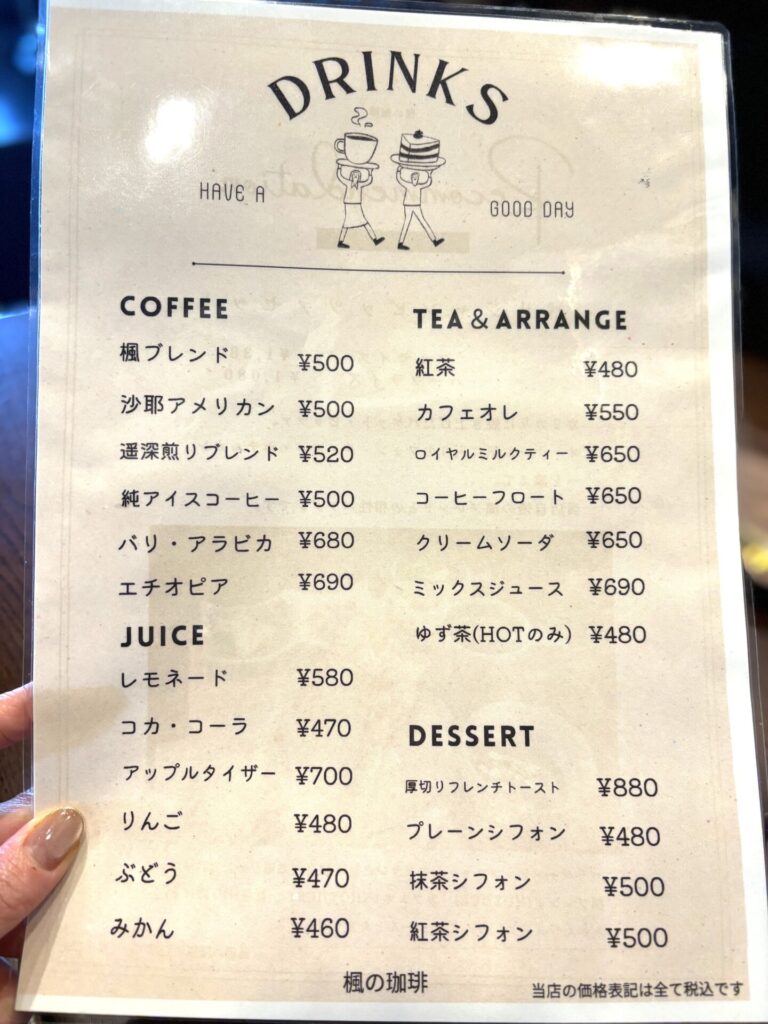 DRINKS
HAVE A
GOOD DAY
COFFEE
楓ブレンド ¥500
沙耶アメリカン ¥500
遥深煎りブレンド ¥520
純アイスコーヒー ¥500
バリ・アラビカ ¥680
エチオピア ¥690
JUICE
レモネード ¥580
コカ・コーラ ¥470
アップルタイザー ¥700
りんご ¥480
ぶどう ¥470
みかん ¥460
TEA & ARRANGE
紅茶 ¥480
カフェオレ ¥550
ロイヤルミルクティー ¥650
コーヒーフロート ¥650
クリームソーダ ¥650
ミックスジュース ¥690
ゆず茶(HOTのみ) ¥480
DESSERT
厚切りフレンチトースト ¥880
プレーンシフォン ¥480
抹茶シフォン ¥500
紅茶シフォン ¥500
楓の珈琲
当店の価格表記は全て税込です